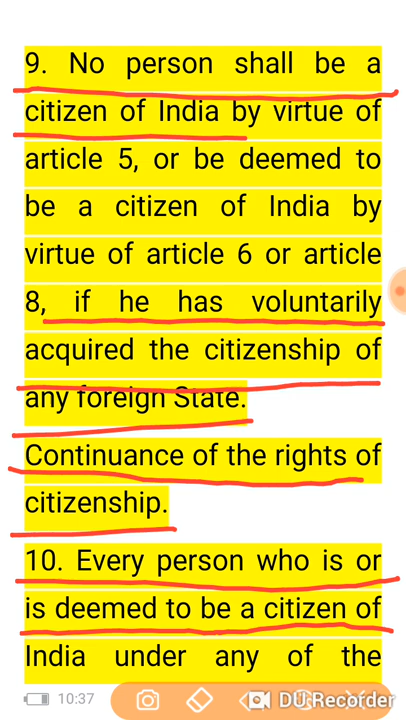 9. No person shall be a
citizen of India by virtue of
article 5, or be deemed to
be a citizen of India by
virtue of article 6 or article
8, if he has voluntarily
acquired the citizenship of
any foreign State.
Continuance of the rights of
citizenship.
10. Every person who is or
is deemed to be a citizen of
India under any of the
10:37
DU Recorder